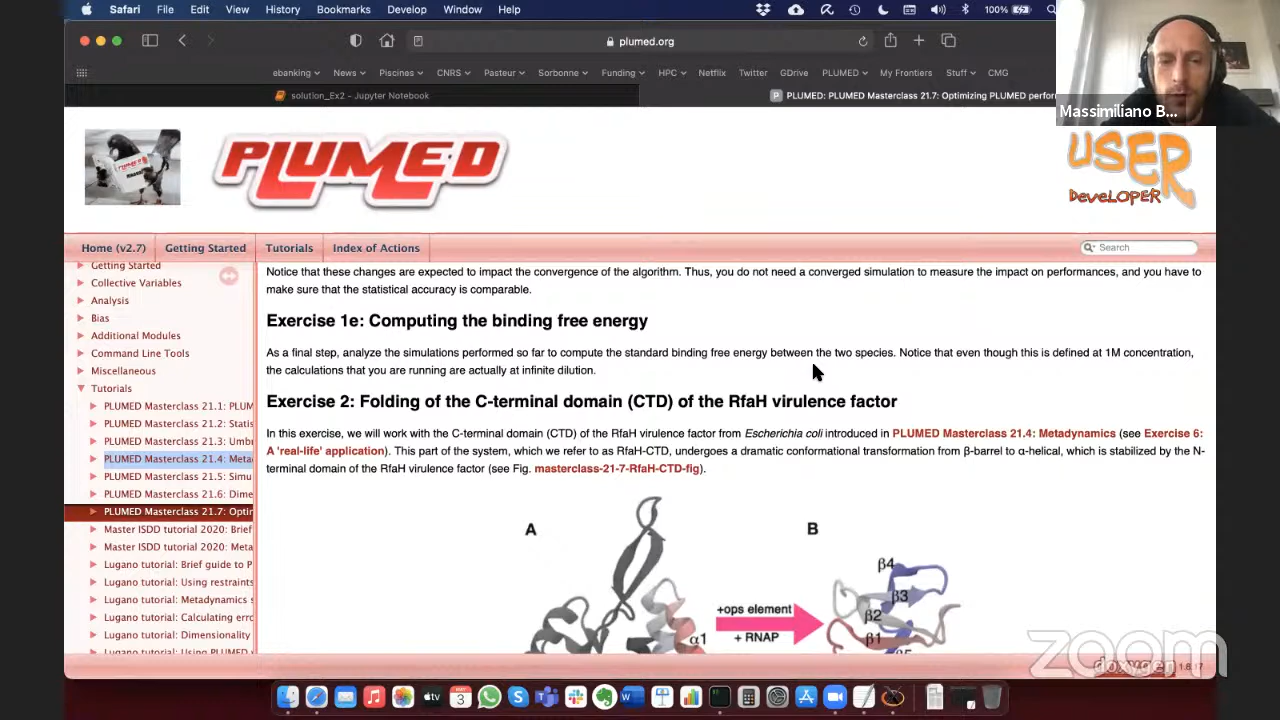 Safari File Edit View History Bookmarks Develop Window Help 100%
plumed.org
ebanking News Piscines CNRS Pasteur Sorbonne Funding HPC Netflix Twitter GDrive PLUMED My Frontiers Stuff CMG
solution_Ex2 – Jupyter Notebook
PLUMED: PLUMED Masterclass 21.7: Optimizing PLUMED perfor
Massimiliano B...
PLUMED
USER
DEVELOPER
Home (v2.7) Getting Started Tutorials Index of Actions Search
Getting Started
Collective Variables
Analysis
Bias
Additional Modules
Command Line Tools
Miscellaneous
Tutorials
PLUMED Masterclass 21.1: PLUM
PLUMED Masterclass 21.2: Statis
PLUMED Masterclass 21.3: Umbr
PLUMED Masterclass 21.4: Meta
PLUMED Masterclass 21.5: Simu
PLUMED Masterclass 21.6: Dime
PLUMED Masterclass 21.7: Optir
Master ISDD tutorial 2020: Brief
Master ISDD tutorial 2020: Meta
Lugano tutorial: Brief guide to P
Lugano tutorial: Using restraints
Lugano tutorial: Metadynamics s
Lugano tutorial: Calculating erro
Lugano tutorial: Dimensionality
Lugano tutorial: Using PLUMED
Notice that these changes are expected to impact the convergence of the algorithm. Thus, you do not need a converged simulation to measure the impact on performances, and you have to
make sure that the statistical accuracy is comparable.
Exercise 1e: Computing the binding free energy
As a final step, analyze the simulations performed so far to compute the standard binding free energy between the two species. Notice that even though this is defined at 1M concentration,
the calculations that you are running are actually at infinite dilution.
Exercise 2: Folding of the C-terminal domain (CTD) of the RfaH virulence factor
In this exercise, we will work with the C-terminal domain (CTD) of the RfaH virulence factor from Escherichia coli introduced in PLUMED Masterclass 21.4: Metadynamics (see Exercise 6:
A 'real-life' application). This part of the system, which we refer to as RfaH-CTD, undergoes a dramatic conformational transformation from β-barrel to α-helical, which is stabilized by the N-
terminal domain of the RfaH virulence factor (see Fig. masterclass-21-7-RfaH-CTD-fig).
A B
β4
β3
+ops element
β2
+ RNAP
α1
β1
β5
zoom
doxygen 1.8.17